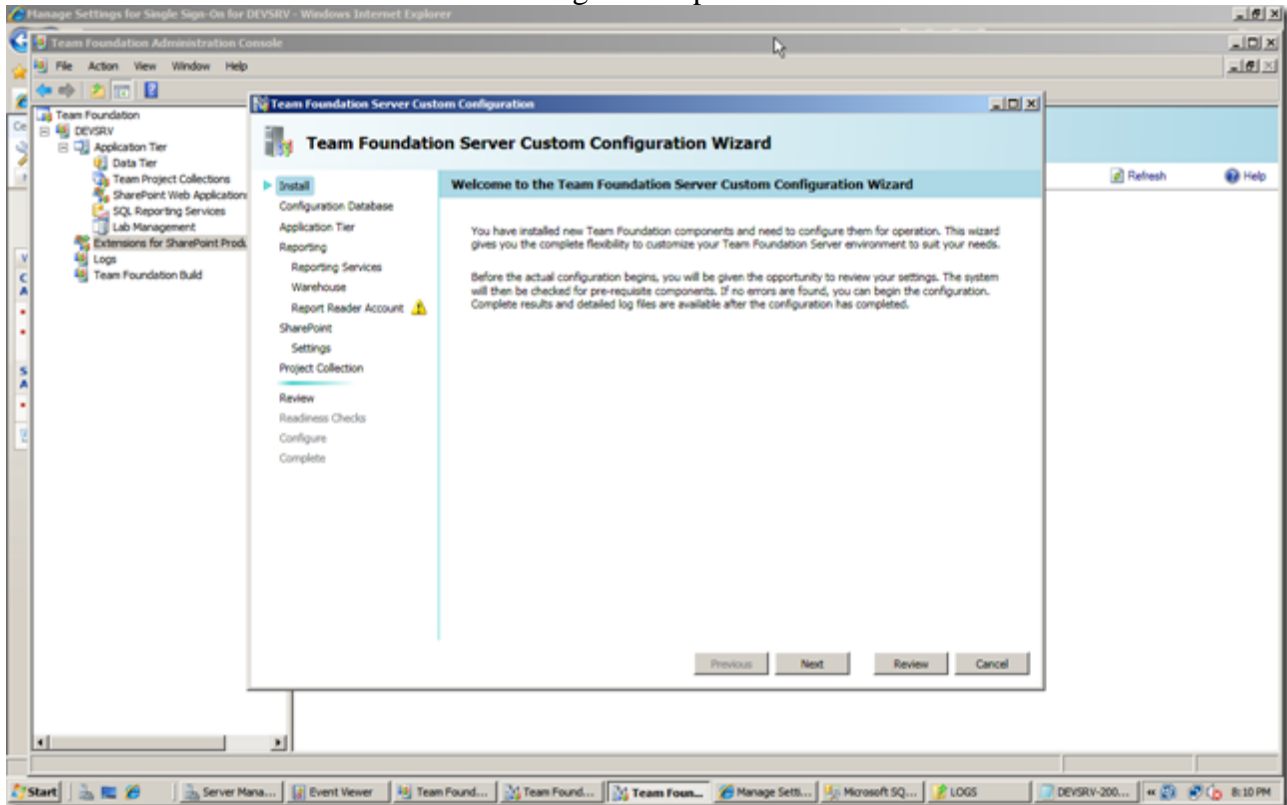 Manage Settings for Single Sign-On for DEVSRV - Windows Internet Explorer
Team Foundation Administration Console
File Action View Window Help
Team Foundation
DEVSRV
Application Tier
Data Tier
Team Project Collections
SharePoint Web Applications
SQL Reporting Services
Lab Management
Extensions for SharePoint Produ
Logs
Team Foundation Build
Refresh Help
Team Foundation Server Custom Configuration
Team Foundation Server Custom Configuration Wizard
Install
Configuration Database
Application Tier
Reporting
Reporting Services
Warehouse
Report Reader Account
SharePoint
Settings
Project Collection
Review
Readiness Checks
Configure
Complete
Welcome to the Team Foundation Server Custom Configuration Wizard
You have installed new Team Foundation components and need to configure them for operation. This wizard
gives you the complete flexibility to customize your Team Foundation Server environment to suit your needs.
Before the actual configuration begins, you will be given the opportunity to review your settings. The system
will then be checked for pre-requisite components. If no errors are found, you can begin the configuration.
Complete results and detailed log files are available after the configuration has completed.
Previous Next Review Cancel
Start Server Mana... Event Viewer Team Found... Team Found... Team Foun... Manage Setti... Microsoft SQ... LOGS DEVSRV-200... 8:10 PM